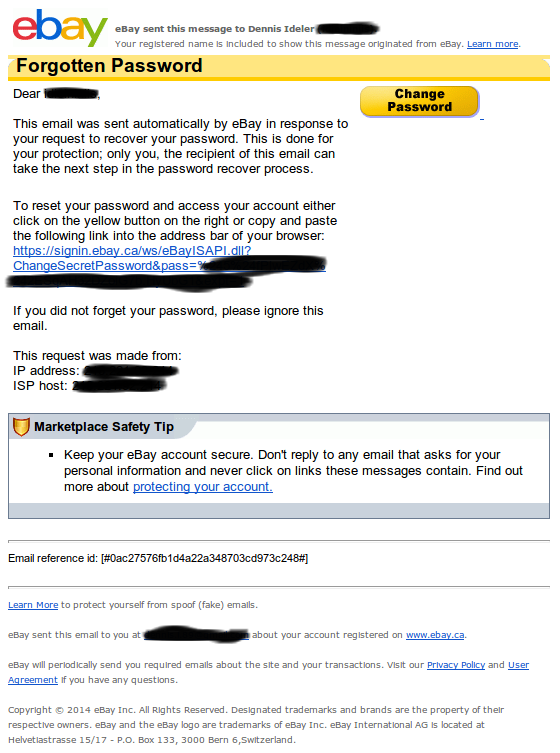 ebay
eBay sent this message to Dennis Ideler
Your registered name is included to show this message originated from eBay. Learn more.
Forgotten Password
Dear
Change
Password
This email was sent automatically by eBay in response to
your request to recover your password. This is done for
your protection; only you, the recipient of this email can
take the next step in the password recover process.
To reset your password and access your account either
click on the yellow button on the right or copy and paste
the following link into the address bar of your browser:
https://signin.ebay.ca/ws/eBayISAPI.dll?
ChangeSecretPassword&pass=%
If you did not forget your password, please ignore this
email.
This request was made from:
IP address:
ISP host:
Marketplace Safety Tip
Keep your eBay account secure. Don't reply to any email that asks for your
personal information and never click on links these messages contain. Find out
more about protecting your account.
Email reference id: [#0ac27576fb1d4a22a348703cd973c248#]
Learn More to protect yourself from spoof (fake) emails.
eBay sent this email to you at about your account registered on www.ebay.ca.
eBay will periodically send you required emails about the site and your transactions. Visit our Privacy Policy and User
Agreement if you have any questions.
Copyright © 2014 eBay Inc. All Rights Reserved. Designated trademarks and brands are the property of their
respective owners. eBay and the eBay logo are trademarks of eBay Inc. eBay International AG is located at
Helvetiastrasse 15/17 - P.O. Box 133, 3000 Bern 6,Switzerland.